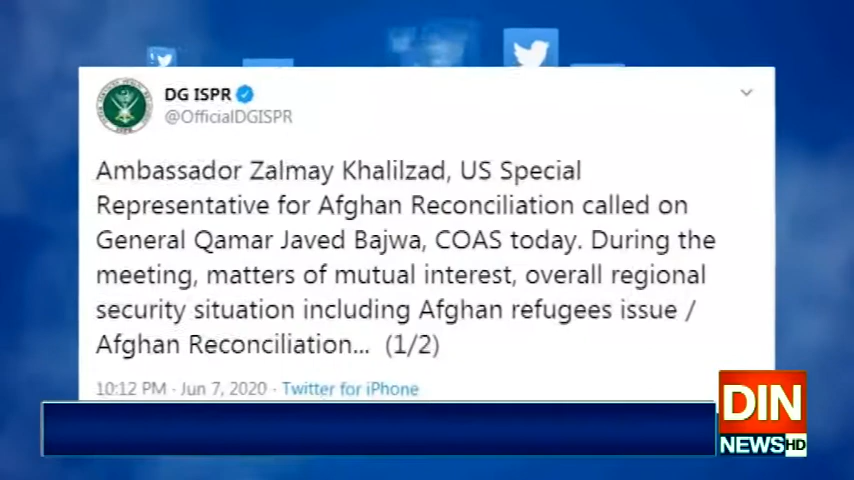 DG ISPR
@OfficialDGISPR
Ambassador Zalmay Khalilzad, US Special
Representative for Afghan Reconciliation called on
General Qamar Javed Bajwa, COAS today. During the
meeting, matters of mutual interest, overall regional
security situation including Afghan refugees issue /
Afghan Reconciliation... (1/2)
10:12 PM · Jun 7, 2020 · Twitter for iPhone
DIN
NEWS HD